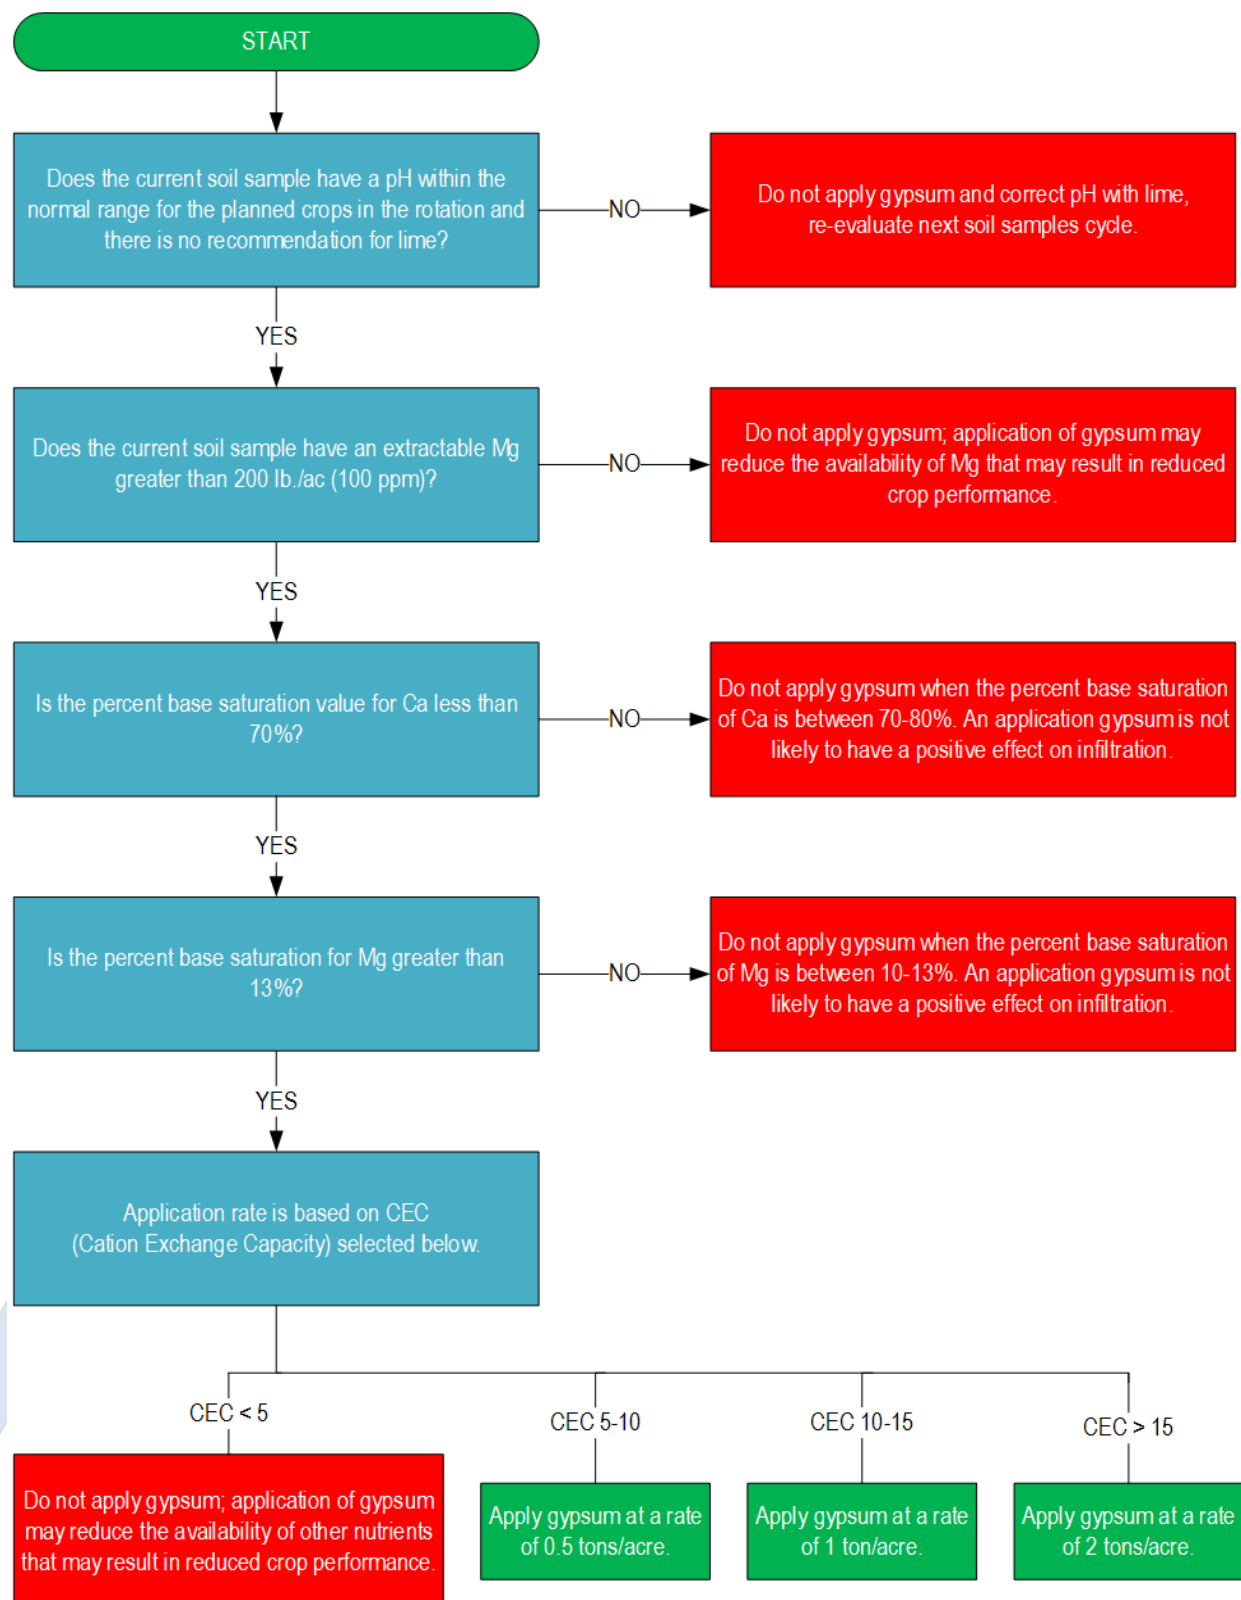 START
Does the current soil sample have a pH within the
normal range for the planned crops in the rotation and
there is no recommendation for lime?
NO
Do not apply gypsum and correct pH with lime,
re-evaluate next soil samples cycle.
YES
Does the current soil sample have an extractable Mg
greater than 200 lb./ac (100 ppm)?
NO
Do not apply gypsum; application of gypsum may
reduce the availability of Mg that may result in reduced
crop performance.
YES
Is the percent base saturation value for Ca less than
70%?
NO
Do not apply gypsum when the percent base saturation
of Ca is between 70-80%. An application gypsum is not
likely to have a positive effect on infiltration.
YES
Is the percent base saturation for Mg greater than
13%?
NO
Do not apply gypsum when the percent base saturation
of Mg is between 10-13%. An application gypsum is not
likely to have a positive effect on infiltration.
YES
Application rate is based on CEC
(Cation Exchange Capacity) selected below.
CEC < 5
Do not apply gypsum; application of gypsum
may reduce the availability of other nutrients
that may result in reduced crop performance.
CEC 5-10
Apply gypsum at a rate
of 0.5 tons/acre.
CEC 10-15
Apply gypsum at a rate
of 1 ton/acre.
CEC > 15
Apply gypsum at a rate
of 2 tons/acre.